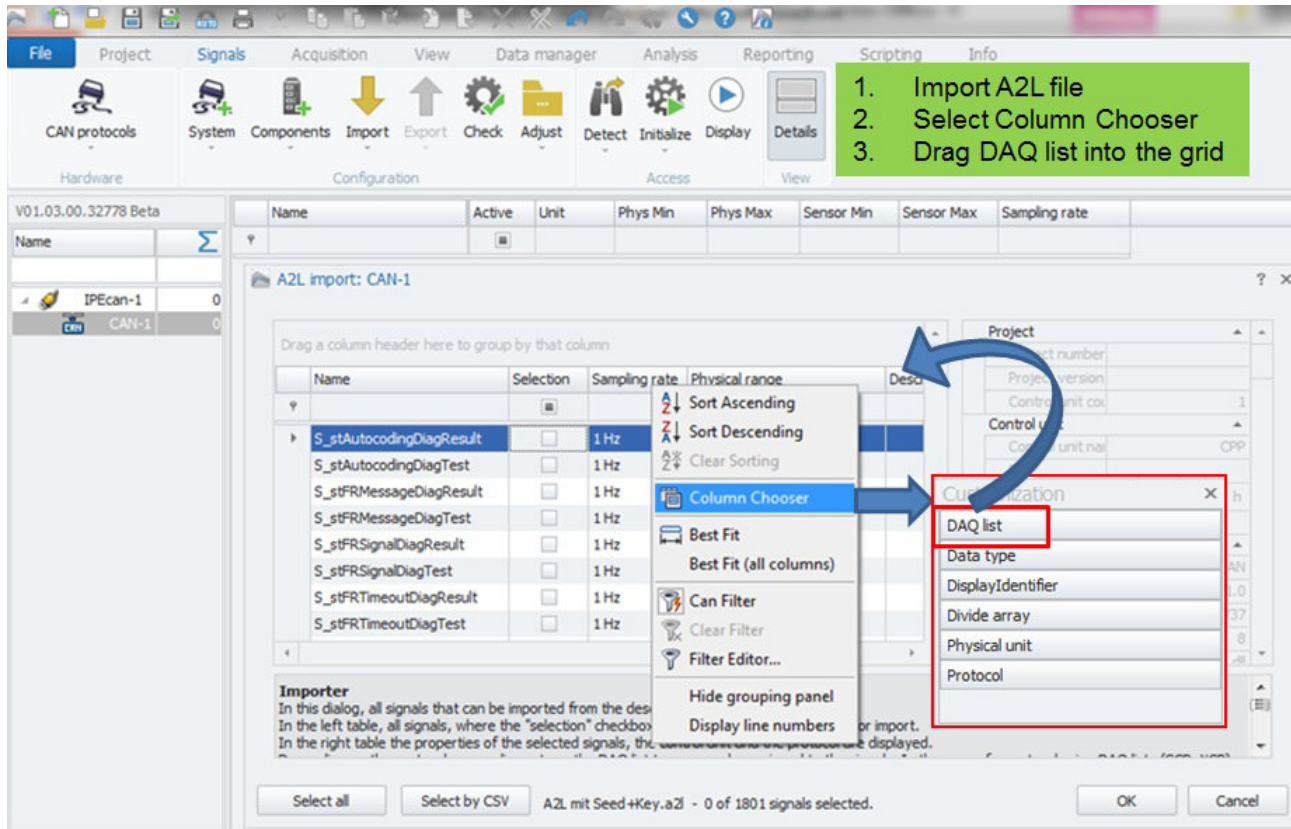 File Project Signals Acquisition View Data manager Analysis Reporting Scripting Info
CAN protocols System Components Import Export Check Adjust Detect Initialize Display Details
Hardware Configuration Access View
1. Import A2L file
2. Select Column Chooser
3. Drag DAQ list into the grid
V01.03.00.32778 Beta
Name
IPEcan-1 0
CAN-1 0
Name Active Unit Phys Min Phys Max Sensor Min Sensor Max Sampling rate
A2L import: CAN-1
Drag a column header here to group by that column
Name Selection Sampling rate Physical range
S_stAutocodingDiagResult 1 Hz
S_stAutocodingDiagTest 1 Hz
S_stFRMessageDiagResult 1 Hz
S_stFRMessageDiagTest 1 Hz
S_stFRSignalDiagResult 1 Hz
S_stFRSignalDiagTest 1 Hz
S_stFRTimeoutDiagResult 1 Hz
S_stFRTimeoutDiagTest 1 Hz
Sort Ascending
Sort Descending
Clear Sorting
Column Chooser
Best Fit
Best Fit (all columns)
Can Filter
Clear Filter
Filter Editor...
Hide grouping panel
Display line numbers
Project
number
version
1
CPP
Customization
DAQ list
Data type
DisplayIdentifier
Divide array
Physical unit
Protocol
Importer
In this dialog, all signals that can be imported from the
In the left table, all signals, where the "selection" or import.
In the right table the properties of the selected signals, the displayed.
Select all Select by CSV A2L mit Seed+Key.a2l - 0 of 1801 signals selected. OK Cancel